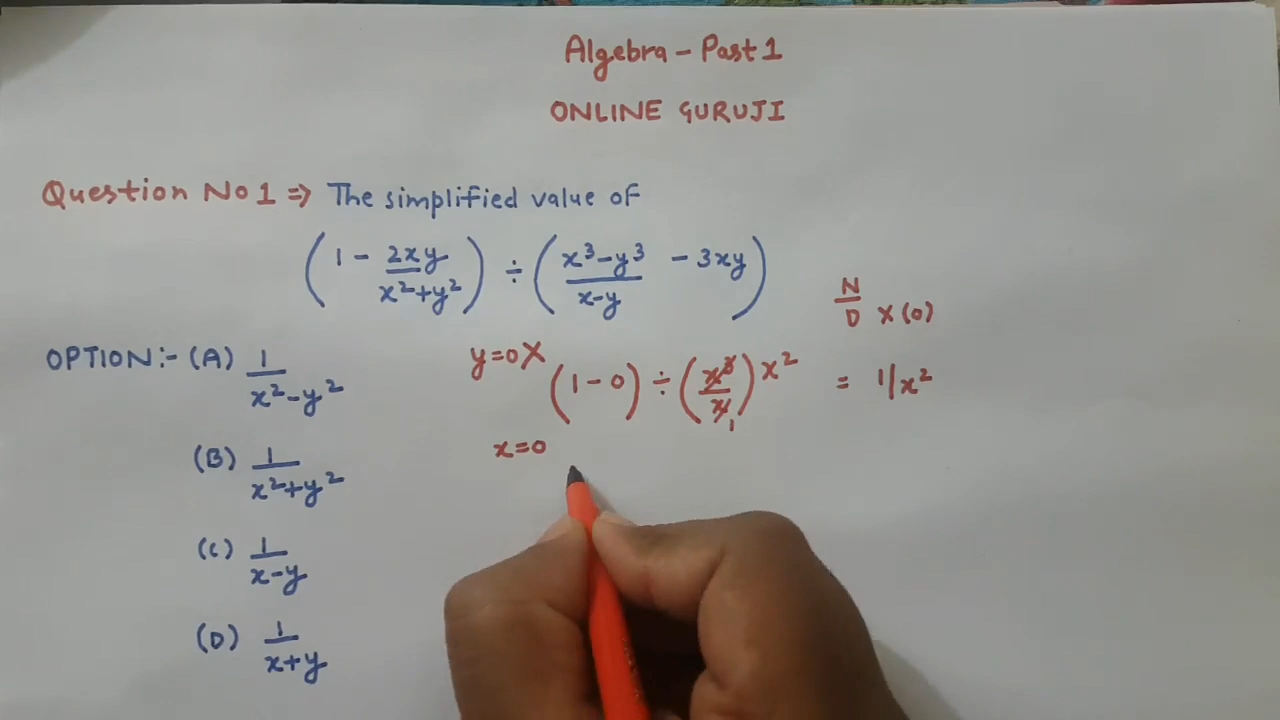 Algebra - Part 1
ONLINE GURUJI
Question No 1 ⇒ The simplified value of
(1 - 2xy/x²+y²) ÷ (x³-y³/x-y - 3xy)
N/D X (0)
OPTION:- (A) 1/x²-y²
y=0 X (1-0) ÷ (x³/x 1) x² = 1/x²
x=0
(B) 1/x²+y²
(C) 1/x-y
(D) 1/x+y